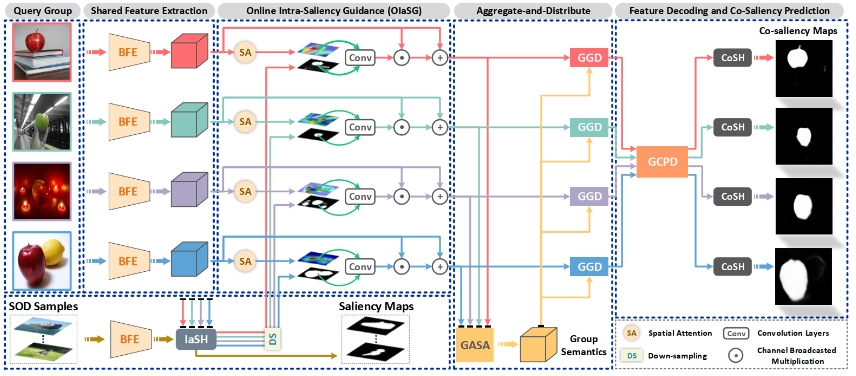 Query Group
Shared Feature Extraction
Online Intra-Saliency Guidance (OIaSG)
Aggregate-and-Distribute
Feature Decoding and Co-Saliency Prediction
Co-saliency Maps
BFE
SA
Conv
GGD
CoSH
BFE
SA
Conv
GGD
CoSH
GCPD
BFE
SA
Conv
GGD
CoSH
BFE
SA
Conv
GGD
CoSH
SOD Samples
BFE
IaSH
DS
Saliency Maps
GASA
Group
Semantics
SA
Spatial Attention
Conv
Convolution Layers
DS
Down-sampling
Channel Broadcasted
Multiplication